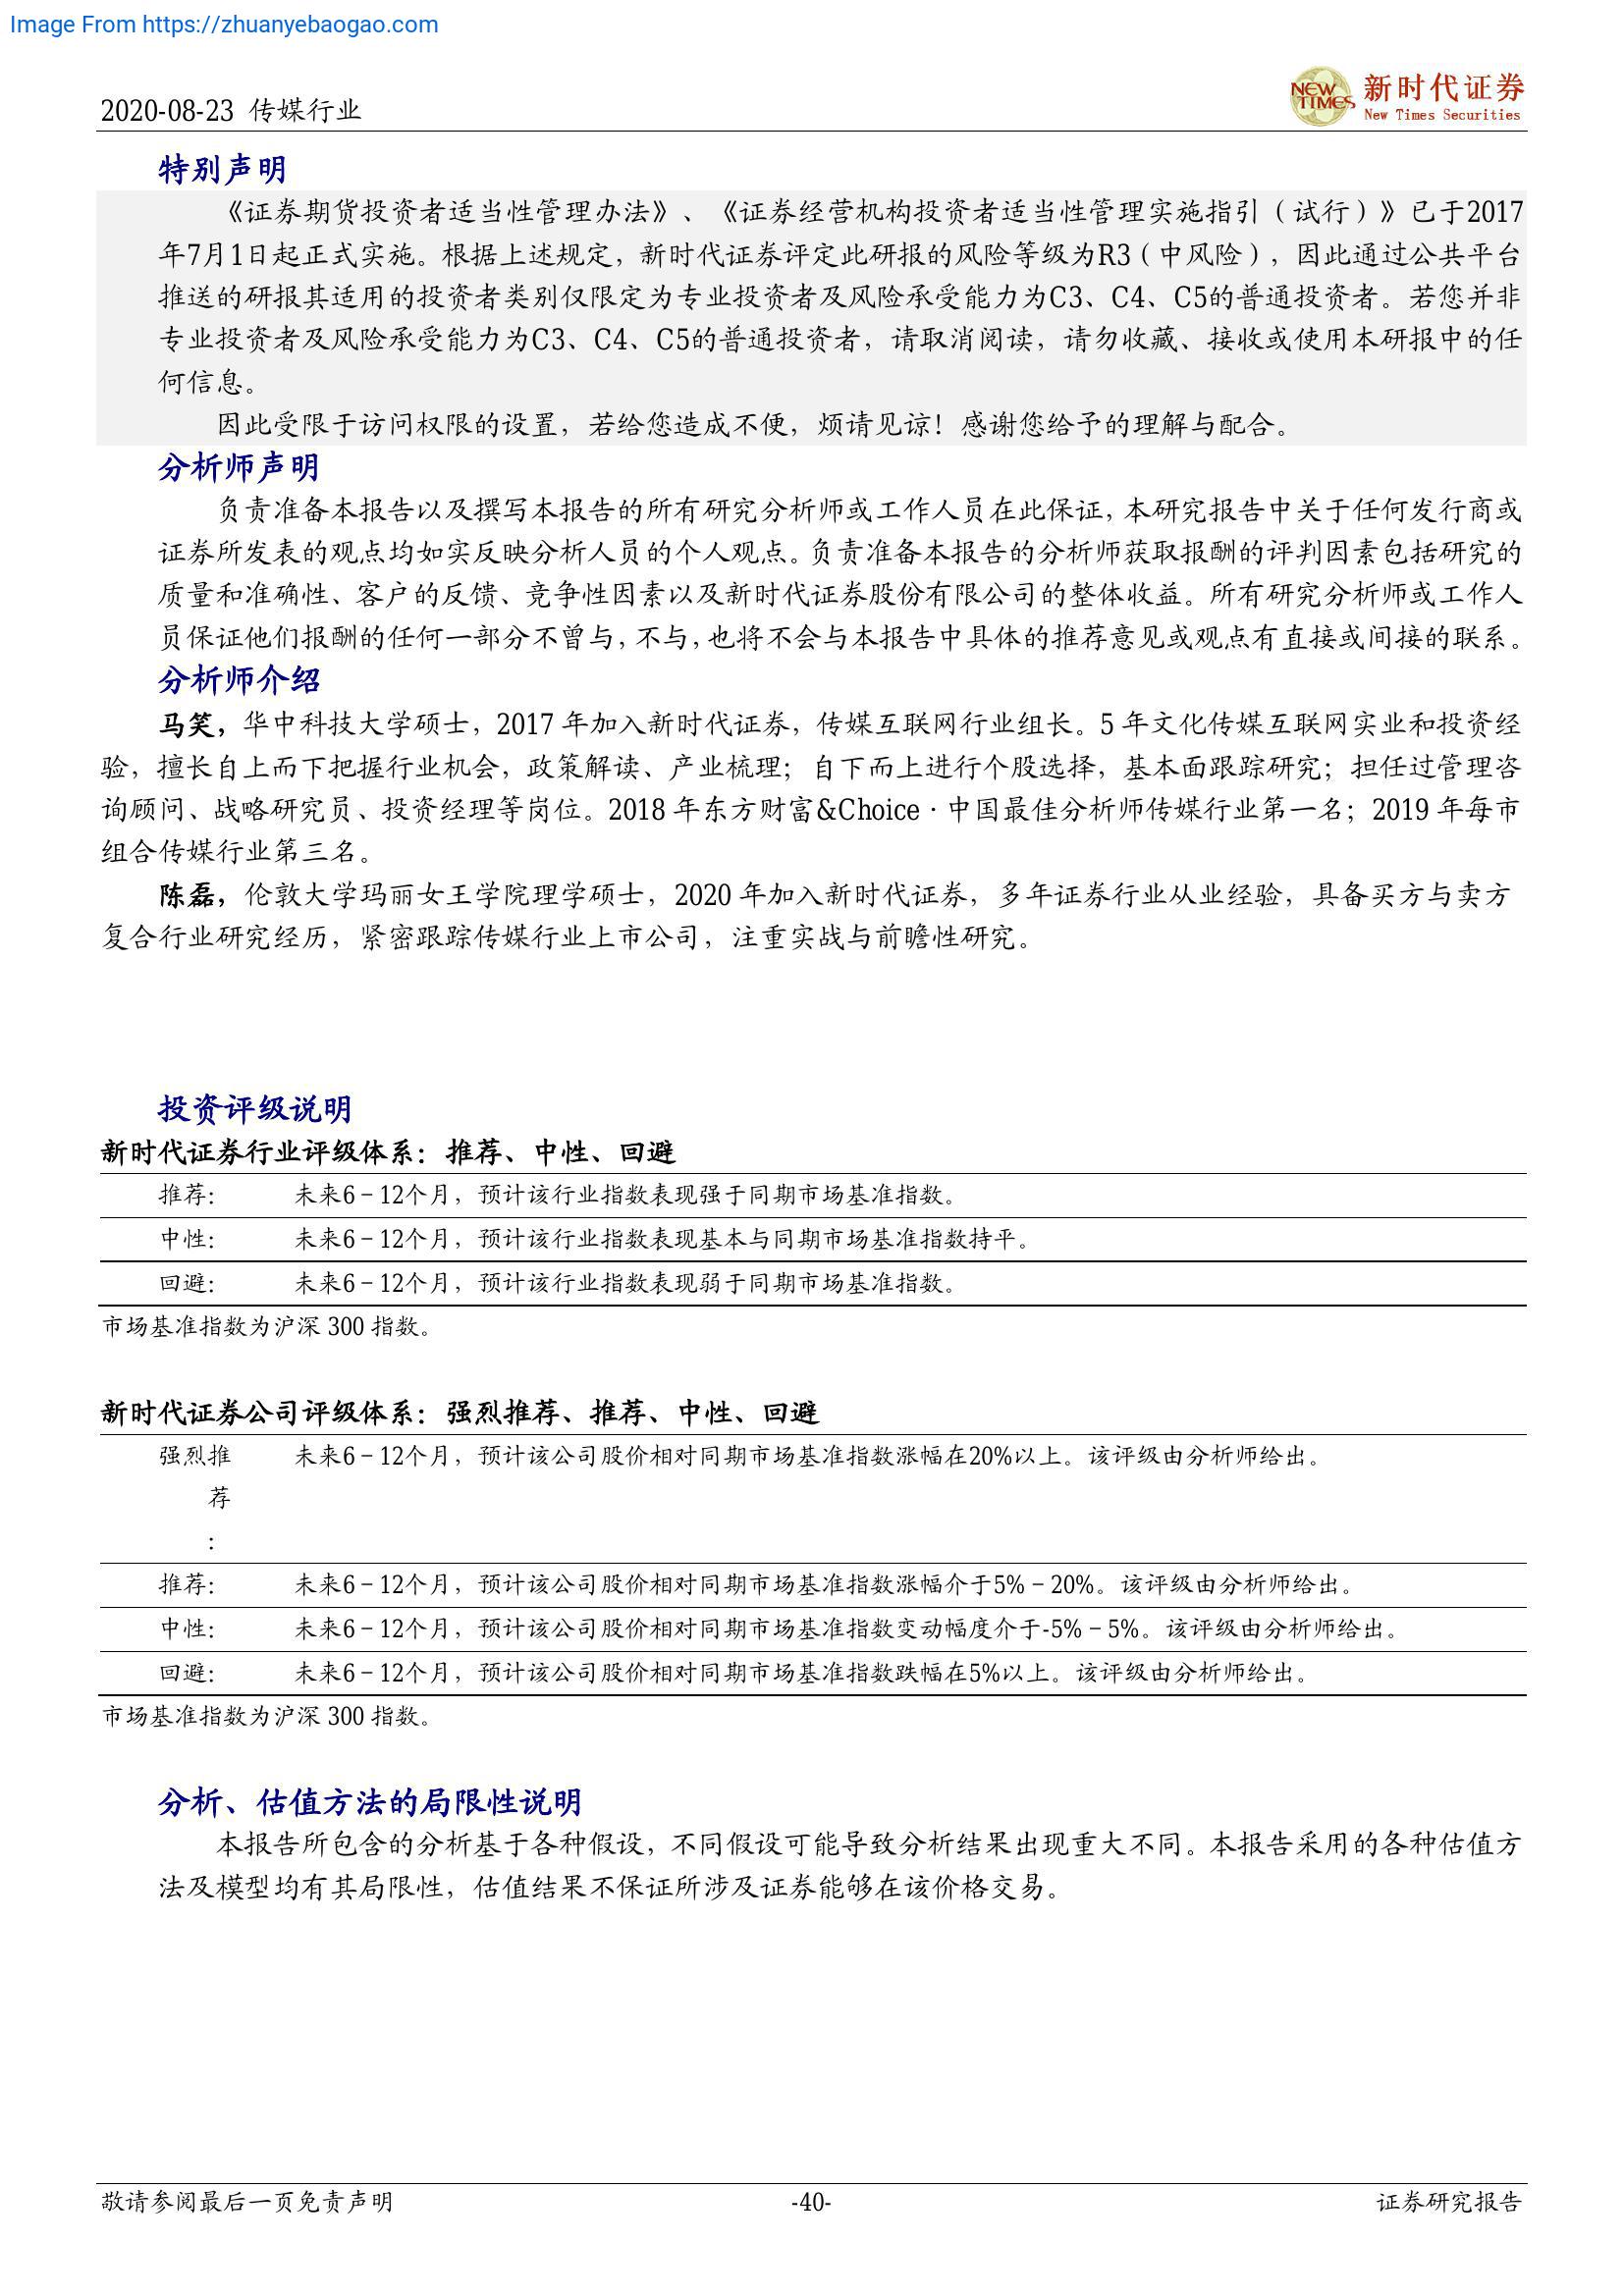 Image From https://zhuanyebaogao.com
2020-08-23 传媒行业
NEW TIMES
新时代证券
New Times Securities
特别声明
《证券期货投资者适当性管理办法》、《证券经营机构投资者适当性管理实施指引（试行）》已于2017
年7月1日起正式实施。根据上述规定，新时代证券评定此研报的风险等级为R3（中风险），因此通过公共平台
推送的研报其适用的投资者类别仅限定为专业投资者及风险承受能力为C3、C4、C5的普通投资者。若您并非
专业投资者及风险承受能力为C3、C4、C5的普通投资者，请取消阅读，请勿收藏、接收或使用本研报中的任
何信息。
因此受限于访问权限的设置，若给您造成不便，烦请见谅！感谢您给予的理解与配合。
分析师声明
负责准备本报告以及撰写本报告的所有研究分析师或工作人员在此保证，本研究报告中关于任何发行商或
证券所发表的观点均如实反映分析人员的个人观点。负责准备本报告的分析师获取报酬的评判因素包括研究的
质量和准确性、客户的反馈、竞争性因素以及新时代证券股份有限公司的整体收益。所有研究分析师或工作人
员保证他们报酬的任何一部分不曾与，不与，也将不会与本报告中具体的推荐意见或观点有直接或间接的联系。
分析师介绍
马笑，华中科技大学硕士，2017 年加入新时代证券，传媒互联网行业组长。5 年文化传媒互联网实业和投资经
验，擅长自上而下把握行业机会，政策解读、产业梳理；自下而上进行个股选择，基本面跟踪研究；担任过管理咨
询顾问、战略研究员、投资经理等岗位。2018 年东方财富&Choice·中国最佳分析师传媒行业第一名；2019 年每市
组合传媒行业第三名。
陈磊，伦敦大学玛丽女王学院理学硕士，2020 年加入新时代证券，多年证券行业从业经验，具备买方与卖方
复合行业研究经历，紧密跟踪传媒行业上市公司，注重实战与前瞻性研究。
投资评级说明
新时代证券行业评级体系：推荐、中性、回避
推荐： 未来6－12个月，预计该行业指数表现强于同期市场基准指数。
中性： 未来6－12个月，预计该行业指数表现基本与同期市场基准指数持平。
回避： 未来6－12个月，预计该行业指数表现弱于同期市场基准指数。
市场基准指数为沪深 300 指数。
新时代证券公司评级体系：强烈推荐、推荐、中性、回避
强烈推 未来6－12个月，预计该公司股价相对同期市场基准指数涨幅在20%以上。该评级由分析师给出。
荐
：
推荐： 未来6－12个月，预计该公司股价相对同期市场基准指数涨幅介于5%－20%。该评级由分析师给出。
中性： 未来6－12个月，预计该公司股价相对同期市场基准指数变动幅度介于-5%－5%。该评级由分析师给出。
回避： 未来6－12个月，预计该公司股价相对同期市场基准指数跌幅在5%以上。该评级由分析师给出。
市场基准指数为沪深 300 指数。
分析、估值方法的局限性说明
本报告所包含的分析基于各种假设，不同假设可能导致分析结果出现重大不同。本报告采用的各种估值方
法及模型均有其局限性，估值结果不保证所涉及证券能够在该价格交易。
敬请参阅最后一页免责声明 -40- 证券研究报告